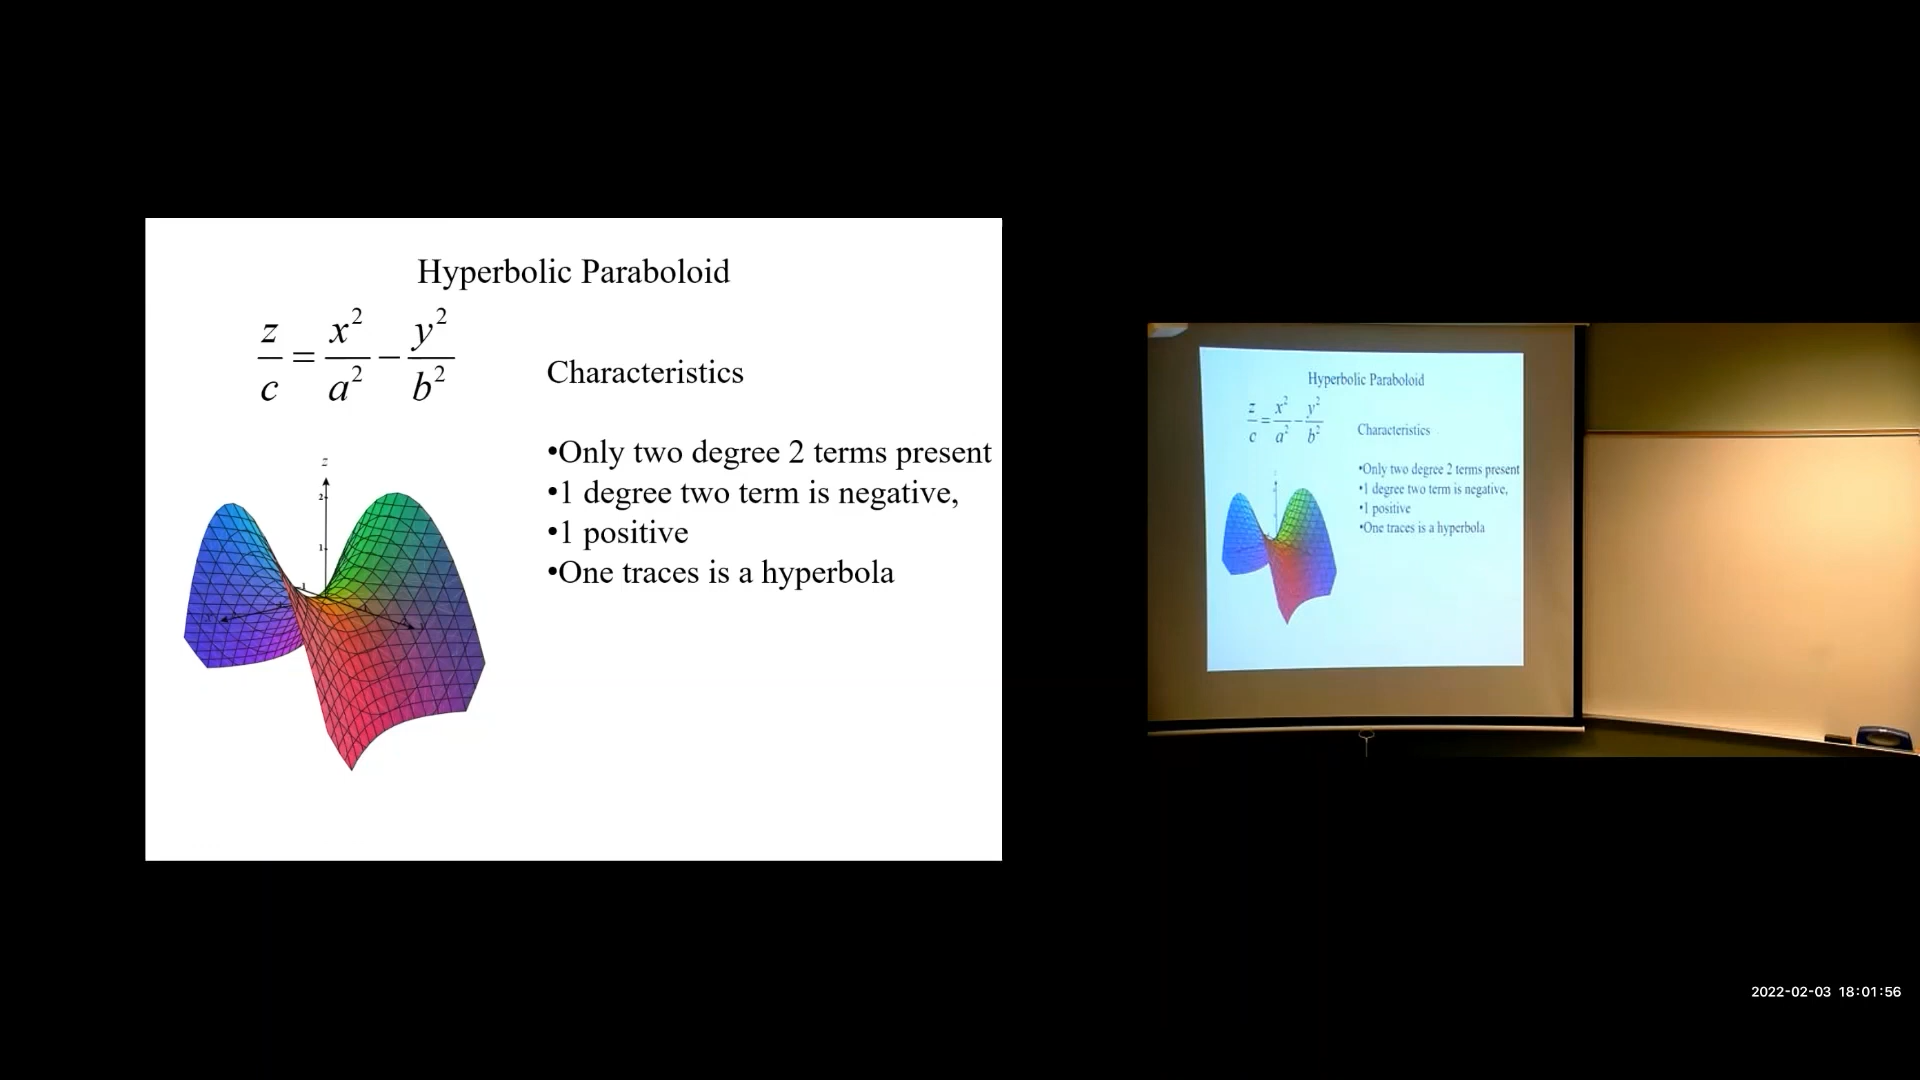 Hyperbolic Paraboloid
z/c = x²/a² − y²/b²
Characteristics
•Only two degree 2 terms present
•1 degree two term is negative,
•1 positive
•One traces is a hyperbola
z
2
1
Hyperbolic Paraboloid
z/c = x²/a² − y²/b²
Characteristics
•Only two degree 2 terms present
•1 degree two term is negative,
•1 positive
•One traces is a hyperbola
2022-02-03 18:01:56